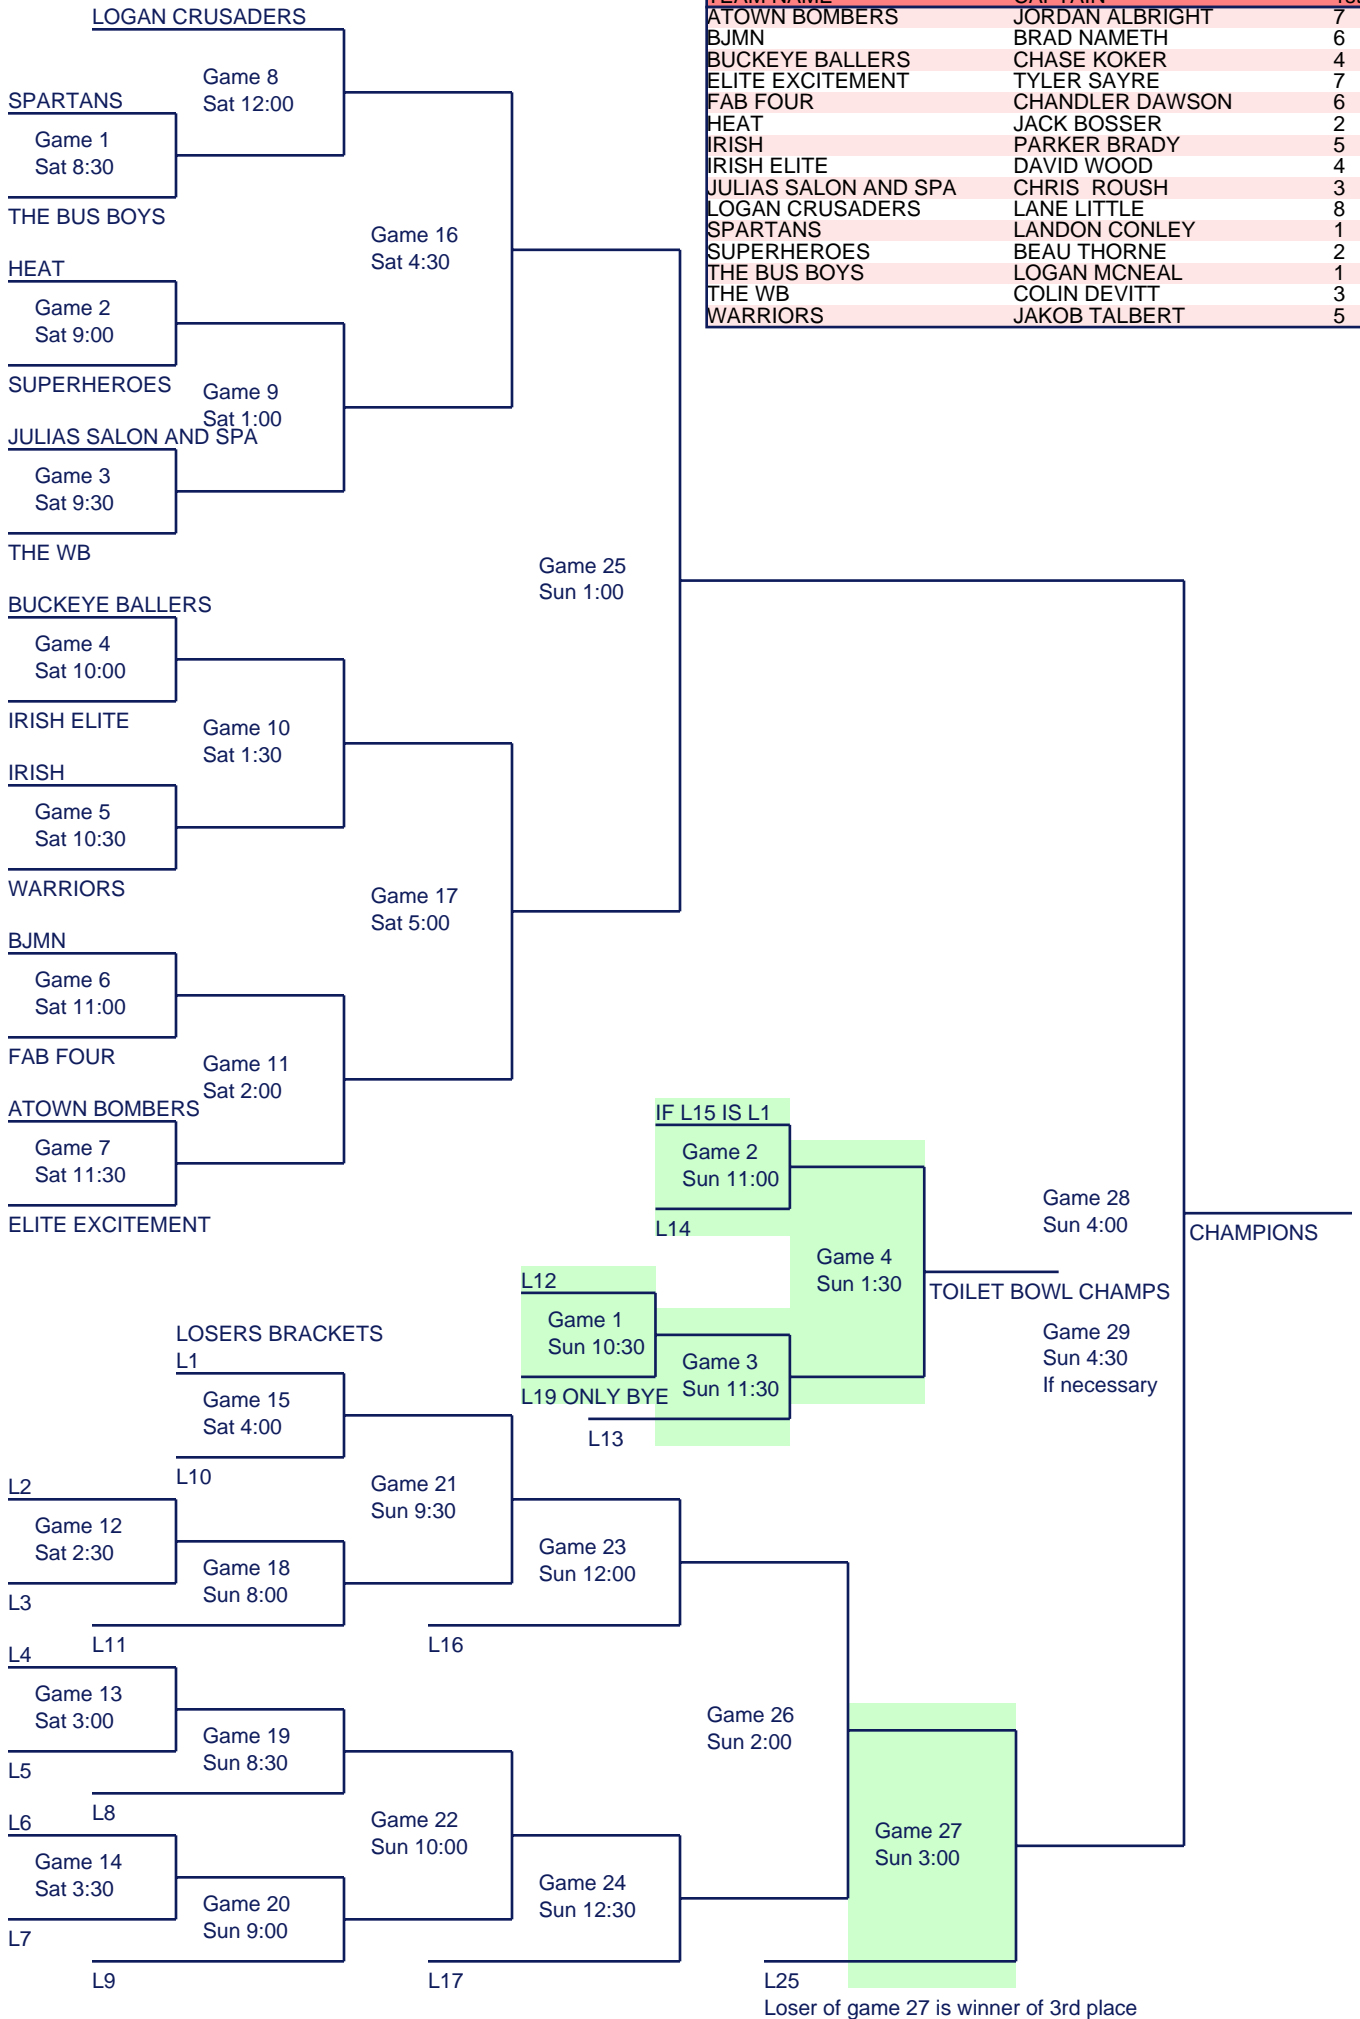 LOGAN CRUSADERS
Game 8
Sat 12:00
SPARTANS
Game 1
Sat 8:30
THE BUS BOYS
Game 16
Sat 4:30
HEAT
Game 2
Sat 9:00
SUPERHEROES
Game 9
Sat 1:00
JULIAS SALON AND SPA
Game 3
Sat 9:30
THE WB
Game 25
Sun 1:00
BUCKEYE BALLERS
Game 4
Sat 10:00
IRISH ELITE
Game 10
Sat 1:30
IRISH
Game 5
Sat 10:30
WARRIORS
Game 17
Sat 5:00
BJMN
Game 6
Sat 11:00
FAB FOUR
Game 11
Sat 2:00
ATOWN BOMBERS
Game 7
Sat 11:30
ELITE EXCITEMENT
TEAM NAME CAPTAIN
ATOWN BOMBERS JORDAN ALBRIGHT 7
BJMN BRAD NAMETH 6
BUCKEYE BALLERS CHASE KOKER 4
ELITE EXCITEMENT TYLER SAYRE 7
FAB FOUR CHANDLER DAWSON 6
HEAT JACK BOSSER 2
IRISH PARKER BRADY 5
IRISH ELITE DAVID WOOD 4
JULIAS SALON AND SPA CHRIS  ROUSH 3
LOGAN CRUSADERS LANE LITTLE 8
SPARTANS LANDON CONLEY 1
SUPERHEROES BEAU THORNE 2
THE BUS BOYS LOGAN MCNEAL 1
THE WB COLIN DEVITT 3
WARRIORS JAKOB TALBERT 5
IF L15 IS L1
Game 2
Sun 11:00
L14
Game 4
Sun 1:30
L12
Game 1
Sun 10:30
L19 ONLY BYE
Game 3
Sun 11:30
L13
TOILET BOWL CHAMPS
Game 28
Sun 4:00
CHAMPIONS
Game 29
Sun 4:30
If necessary
LOSERS BRACKETS
L1
Game 15
Sat 4:00
L10
Game 21
Sun 9:30
L2
Game 12
Sat 2:30
L3
Game 18
Sun 8:00
L11
Game 23
Sun 12:00
L16
L4
Game 13
Sat 3:00
L5
Game 19
Sun 8:30
L8
Game 26
Sun 2:00
L6
Game 14
Sat 3:30
L7
Game 22
Sun 10:00
Game 20
Sun 9:00
L9
Game 24
Sun 12:30
L17
Game 27
Sun 3:00
L25
Loser of game 27 is winner of 3rd place